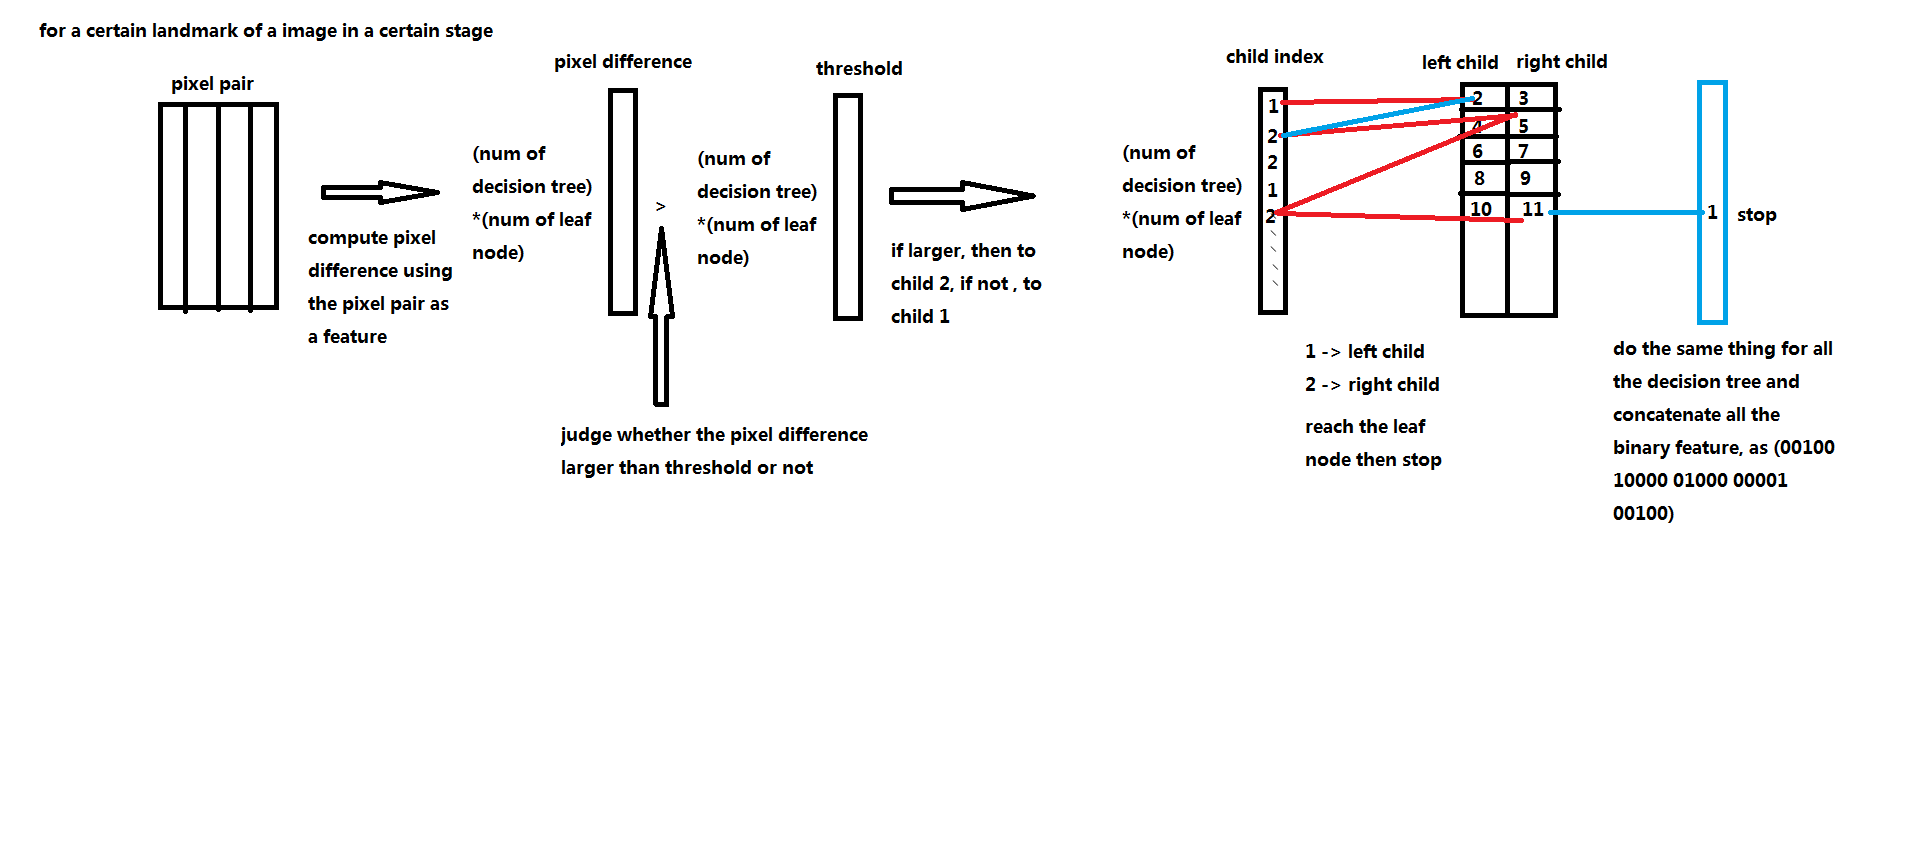 for a certain landmark of a image in a certain stage
pixel pair
compute pixel
difference using
the pixel pair as
a feature
pixel difference
(num of
decision tree)
*(num of leaf
node)
>
judge whether the pixel difference
larger than threshold or not
threshold
(num of
decision tree)
*(num of leaf
node)
if larger, then to
child 2, if not , to
child 1
child index
(num of
decision tree)
*(num of leaf
node)
1
2
2
1
2
left child right child
2 3
4 5
6 7
8 9
10 11
1 -> left child
2 -> right child
reach the leaf
node then stop
1 stop
do the same thing for all
the decision tree and
concatenate all the
binary feature, as (00100
10000 01000 00001
00100)